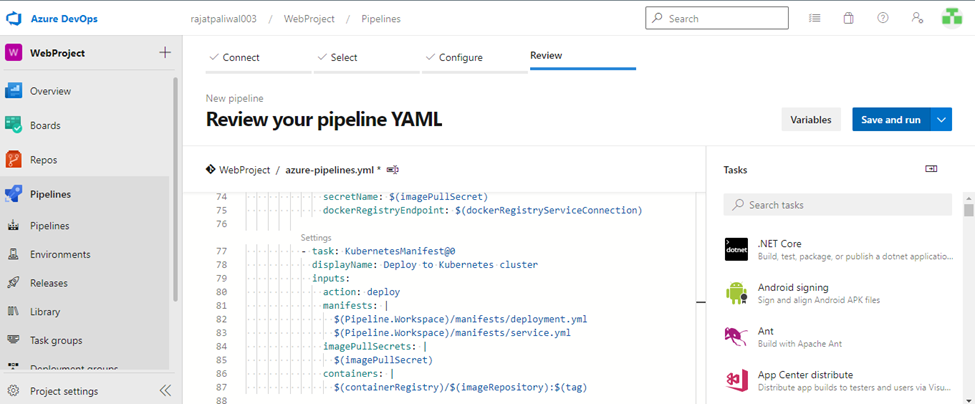 Azure DevOps
rajatpaliwal003 / WebProject / Pipelines
Search
W WebProject
Overview
Boards
Repos
Pipelines
Pipelines
Environments
Releases
Library
Task groups
Deployment groups
Project settings
Connect
Select
Configure
Review
New pipeline
Review your pipeline YAML
Variables
Save and run
WebProject / azure-pipelines.yml *
74 secretName: $(imagePullSecret)
75 dockerRegistryEndpoint: $(dockerRegistryServiceConnection)
76
Settings
77 - task: KubernetesManifest@0
78 displayName: Deploy to Kubernetes cluster
79 inputs:
80 action: deploy
81 manifests: |
82 $(Pipeline.Workspace)/manifests/deployment.yml
83 $(Pipeline.Workspace)/manifests/service.yml
84 imagePullSecrets: |
85 $(imagePullSecret)
86 containers: |
87 $(containerRegistry)/$(imageRepository):$(tag)
88
Tasks
Search tasks
dotnet
.NET Core
Build, test, package, or publish a dotnet applicatio...
Android signing
Sign and align Android APK files
Ant
Build with Apache Ant
App Center distribute
Distribute app builds to testers and users via Visu...